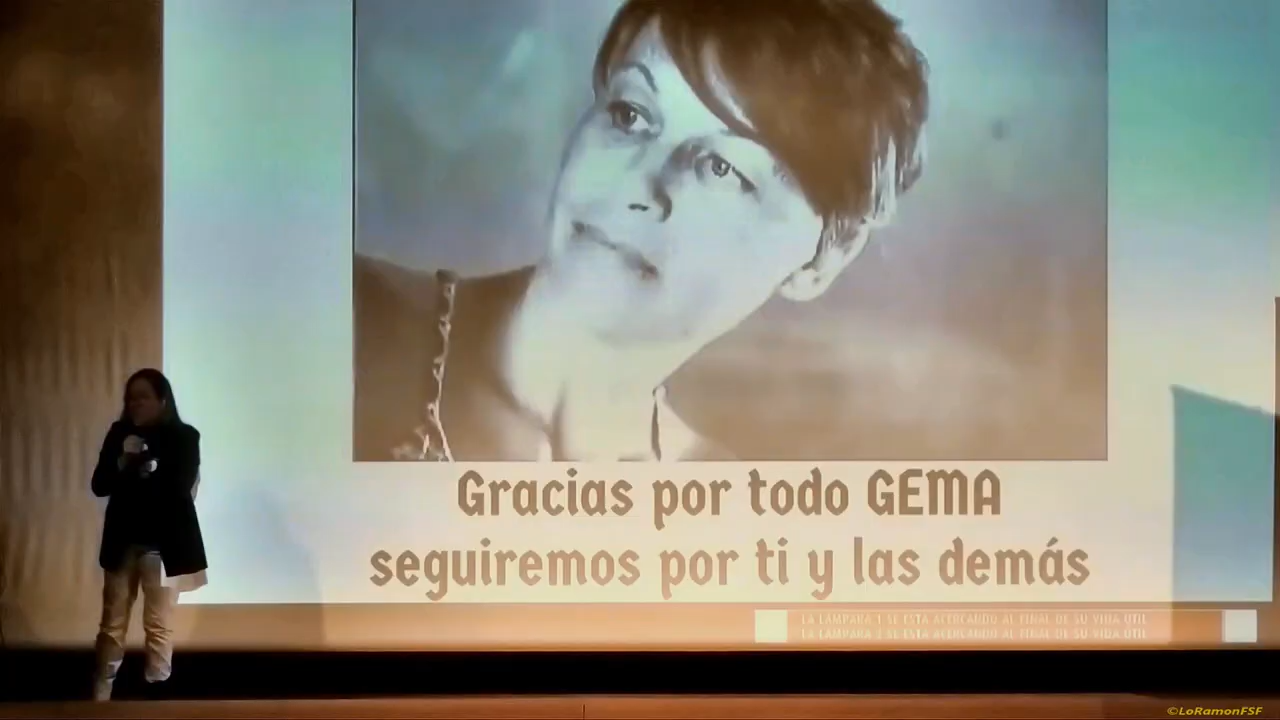 Gracias por todo GEMA
seguiremos por ti y las demás
LA LAMPARA 1 SE ESTA ACERCANDO AL FINAL DE SU VIDA UTIL
LA LAMPARA 2 SE ESTA ACERCANDO AL FINAL DE SU VIDA UTIL
©LoRamonFSF